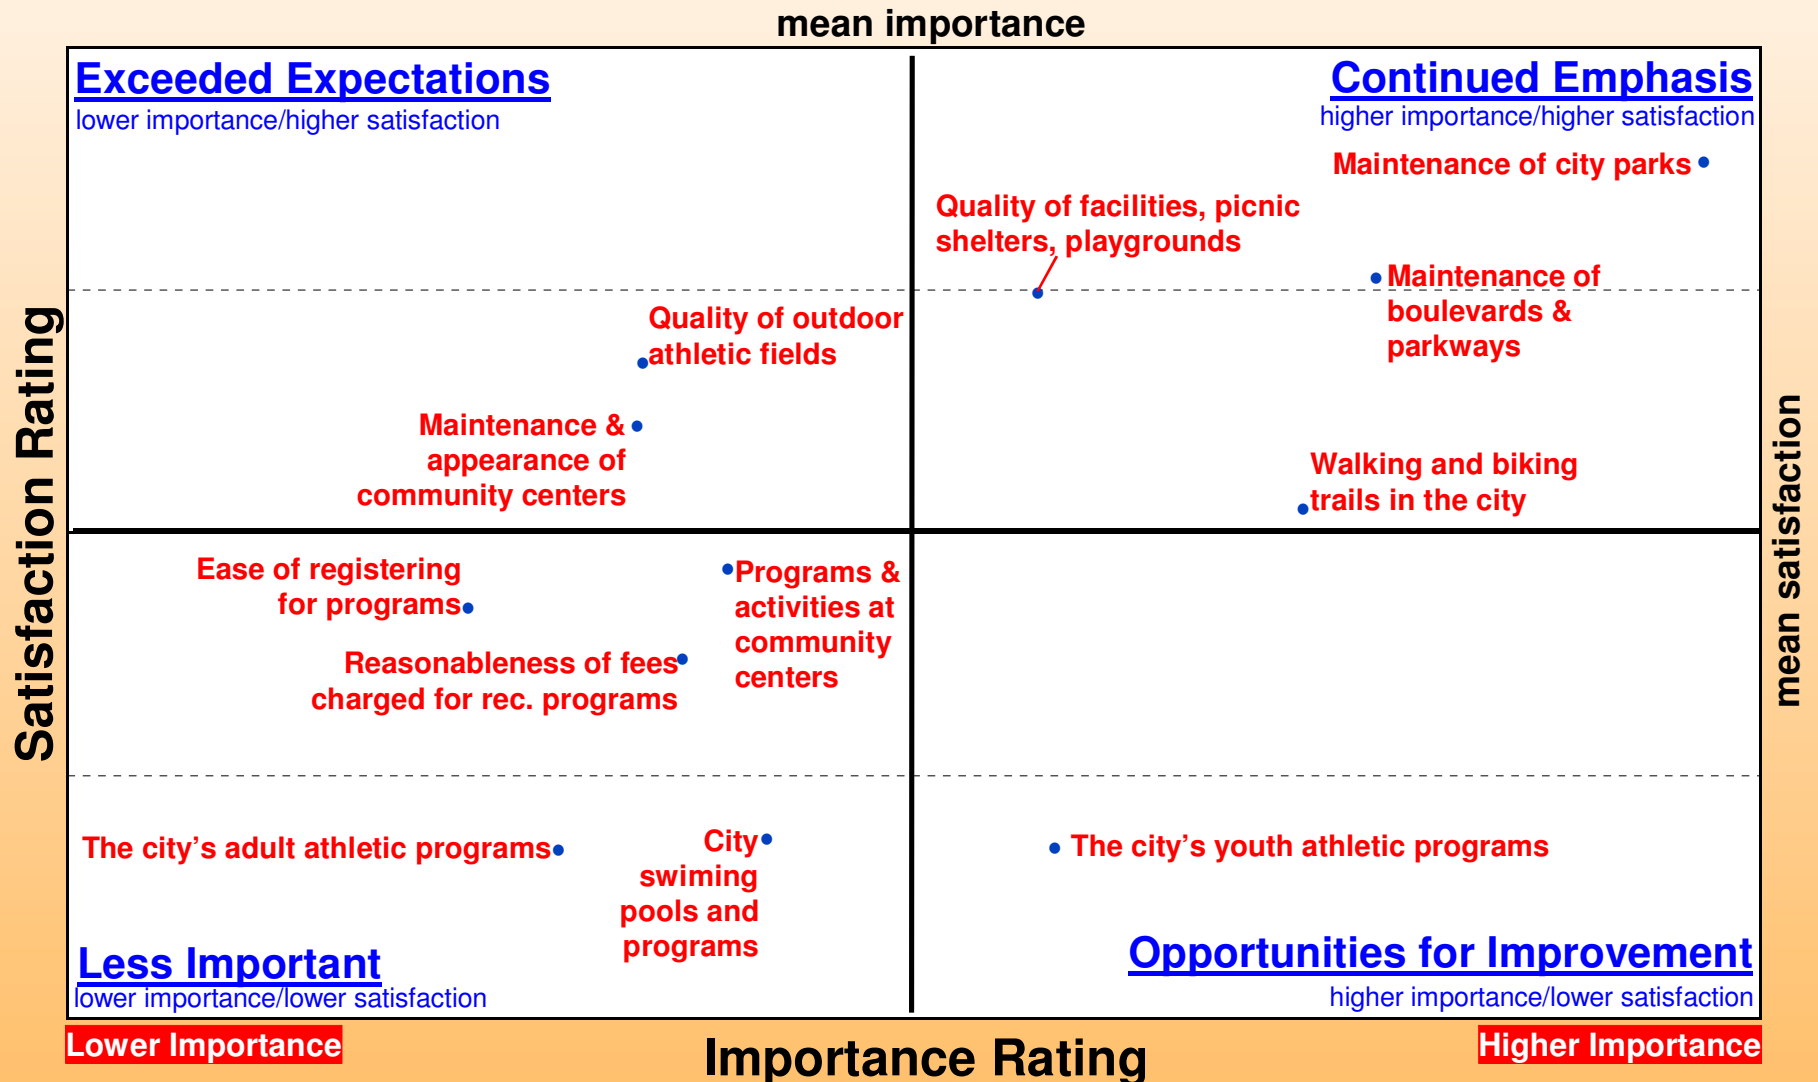 mean importance
Exceeded Expectations
lower importance/higher satisfaction
Continued Emphasis
higher importance/higher satisfaction
Maintenance of city parks
Quality of facilities, picnic
shelters, playgrounds
Maintenance of
boulevards &
parkways
Quality of outdoor
athletic fields
Maintenance &
appearance of
community centers
Walking and biking
trails in the city
Satisfaction Rating
mean satisfaction
Ease of registering
for programs
Programs &
activities at
community
centers
Reasonableness of fees
charged for rec. programs
The city’s adult athletic programs
City
swiming
pools and
programs
The city’s youth athletic programs
Less Important
lower importance/lower satisfaction
Opportunities for Improvement
higher importance/lower satisfaction
Lower Importance
Importance Rating
Higher Importance